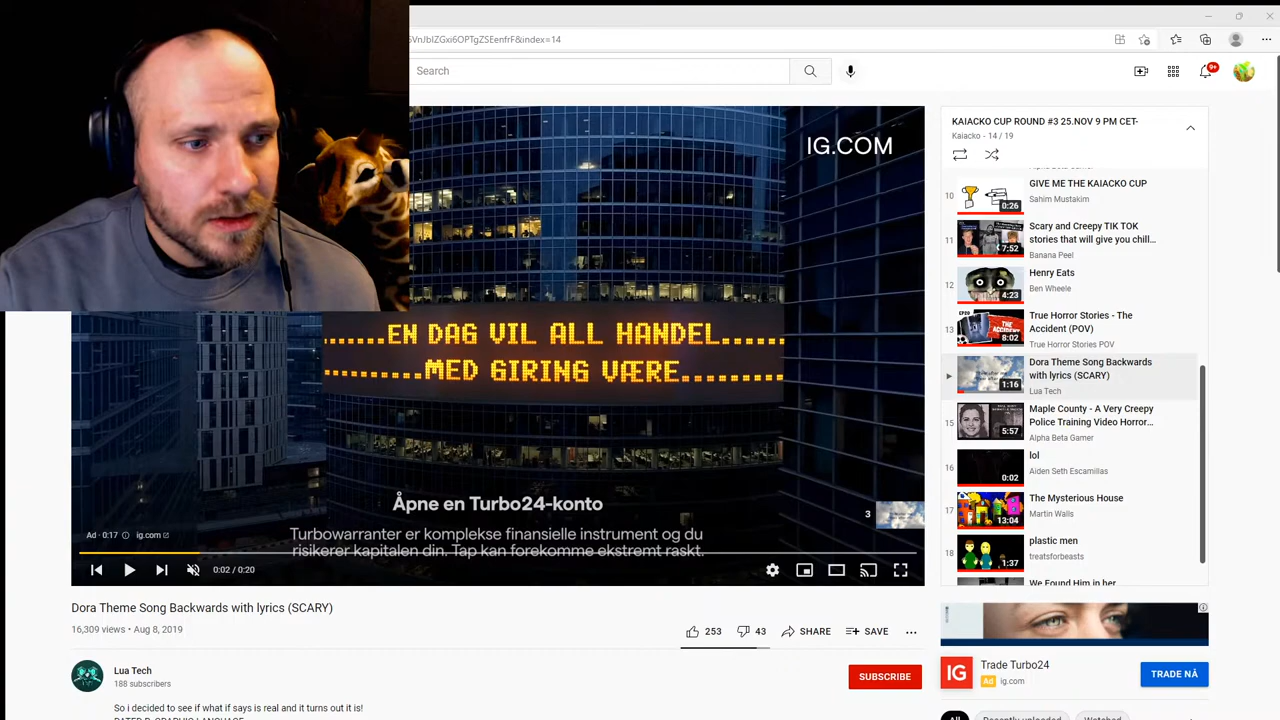 5VnJbIZGxi6OPTgZSEenfrF&index=14
Search
9+
IG.COM
......EN DAG VIL ALL HANDEL......
.........MED GIRING VÆRE.........
Åpne en Turbo24-konto
Turbowarranter er komplekse finansielle instrument og du
risikerer kapitalen din. Tap kan forekomme ekstremt raskt.
3
Ad · 0:17
ig.com
0:02 / 0:20
Dora Theme Song Backwards with lyrics (SCARY)
16,309 views • Aug 8, 2019
253
43
SHARE
SAVE
Lua Tech
188 subscribers
SUBSCRIBE
So i decided to see if what if says is real and it turns out it is!
KAIACKO CUP ROUND #3 25.NOV 9 PM CET-
Kaiacko - 14 / 19
10
0:26
GIVE ME THE KAIACKO CUP
Sahim Mustakim
11
7:52
Scary and Creepy TIK TOK
stories that will give you chill...
Banana Peel
12
4:23
Henry Eats
Ben Wheele
13
8:02
True Horror Stories - The
Accident (POV)
True Horror Stories POV
1:16
Dora Theme Song Backwards
with lyrics (SCARY)
Lua Tech
15
5:57
Maple County - A Very Creepy
Police Training Video Horror...
Alpha Beta Gamer
16
0:02
lol
Aiden Seth Escamillas
17
13:04
The Mysterious House
Martin Walls
18
1:37
plastic men
treatsforbeasts
We Found Him in her
IG
Trade Turbo24
Ad
ig.com
TRADE NÅ
All
Recently uploaded
Watched